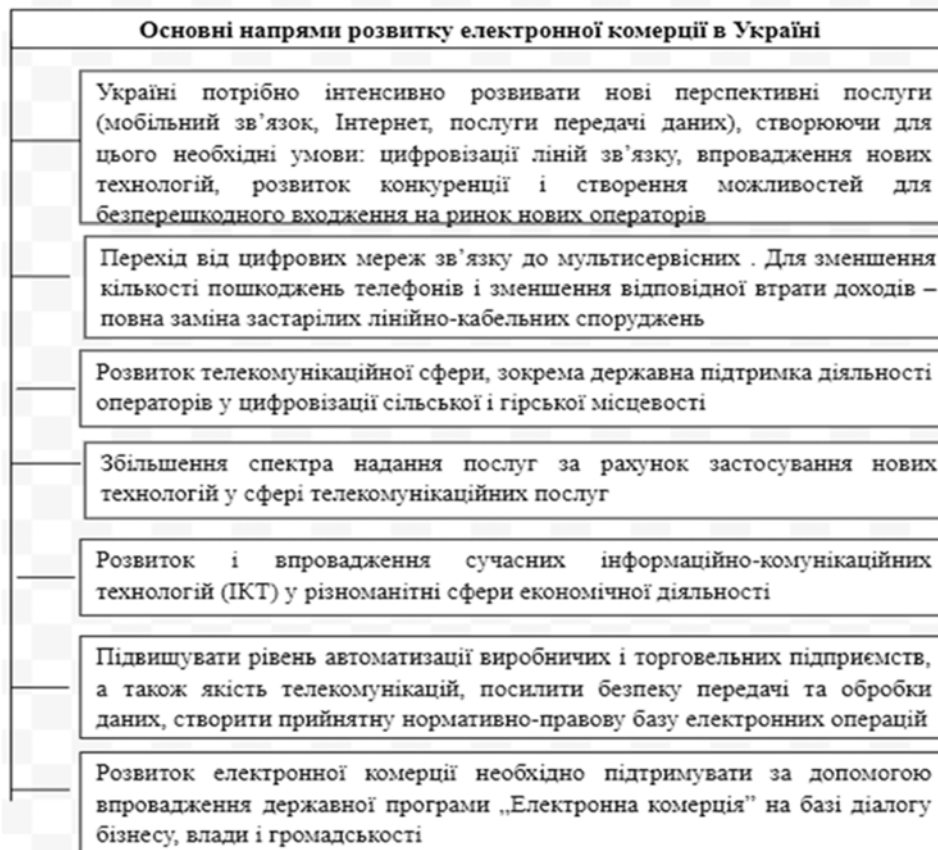 Основні напрями розвитку електронної комерції в Україні
Україні потрібно інтенсивно розвивати нові перспективні послуги
(мобільний зв’язок, Інтернет, послуги передачі даних), створюючи для
цього необхідні умови: цифровізації ліній зв’язку, впровадження нових
технологій, розвиток конкуренції і створення можливостей для
безперешкодного входження на ринок нових операторів
Перехід від цифрових мереж зв’язку до мультисервісних . Для зменшення
кількості пошкоджень телефонів і зменшення відповідної втрати доходів –
повна заміна застарілих лінійно-кабельних споруджень
Розвиток телекомунікаційної сфери, зокрема державна підтримка діяльності
операторів у цифровізації сільської і гірської місцевості
Збільшення спектра надання послуг за рахунок застосування нових
технологій у сфері телекомунікаційних послуг
Розвиток і впровадження сучасних інформаційно-комунікаційних
технологій (ІКТ) у різноманітні сфери економічної діяльності
Підвищувати рівень автоматизації виробничих і торговельних підприємств,
а також якість телекомунікацій, посилити безпеку передачі та обробки
даних, створити прийнятну нормативно-правову базу електронних операцій
Розвиток електронної комерції необхідно підтримувати за допомогою
впровадження державної програми „Електронна комерція” на базі діалогу
бізнесу, влади і громадськості